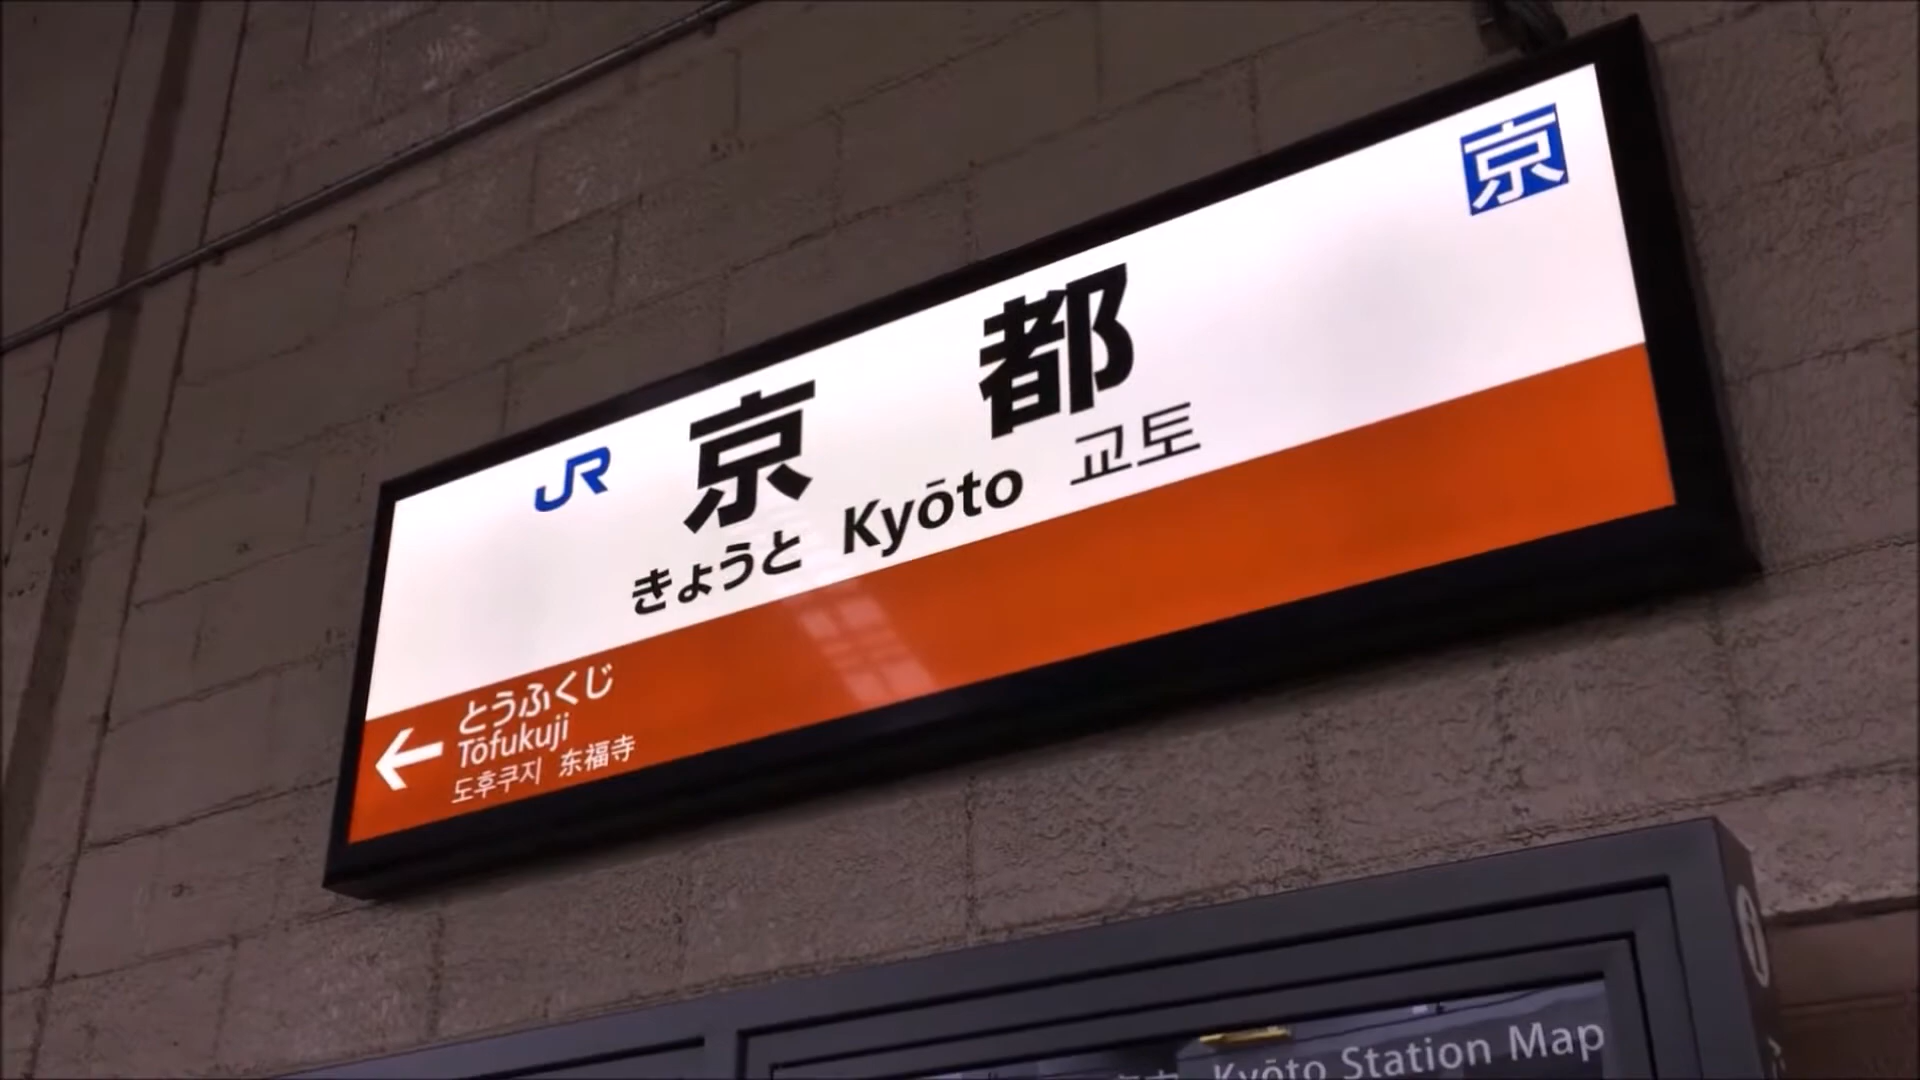 京
JR 京都
きょうと Kyōto 교토
とうふくじ
Tōfukuji
도후쿠지 东福寺
Kyōto Station Map